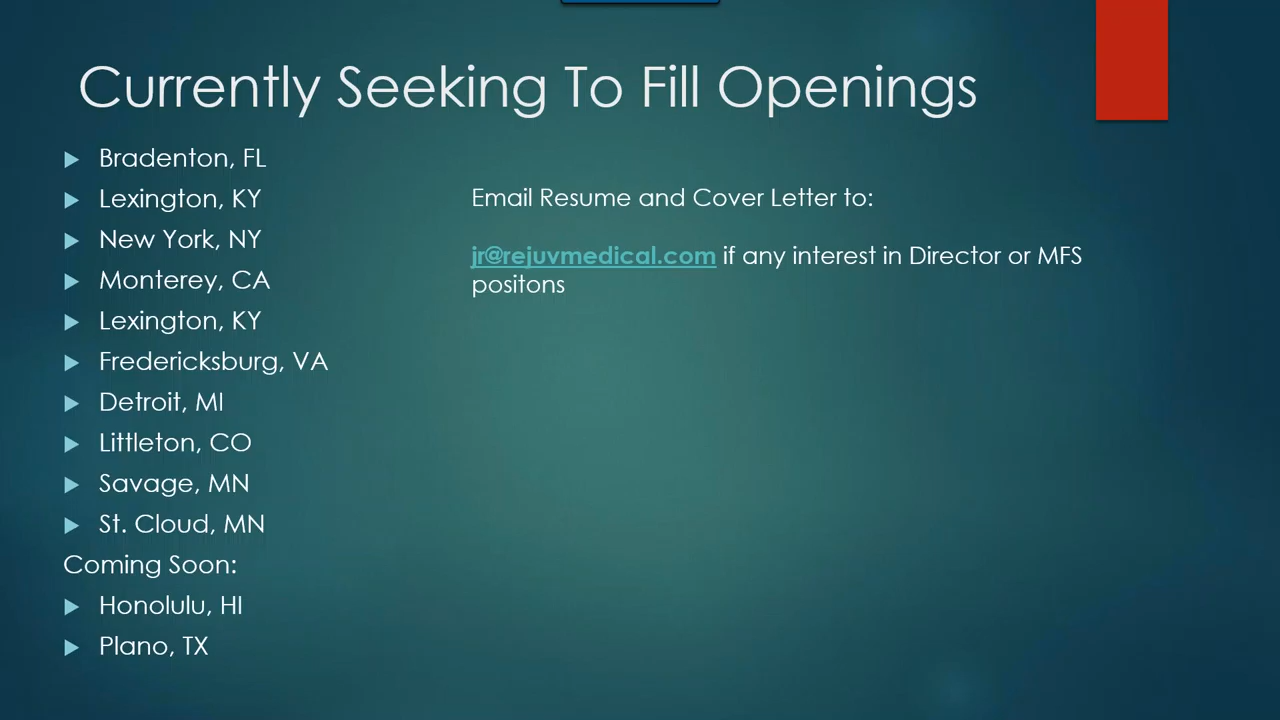 Currently Seeking To Fill Openings
Bradenton, FL
Lexington, KY
New York, NY
Monterey, CA
Lexington, KY
Fredericksburg, VA
Detroit, MI
Littleton, CO
Savage, MN
St. Cloud, MN
Coming Soon:
Honolulu, HI
Plano, TX
Email Resume and Cover Letter to:
jr@rejuvmedical.com if any interest in Director or MFS
positons